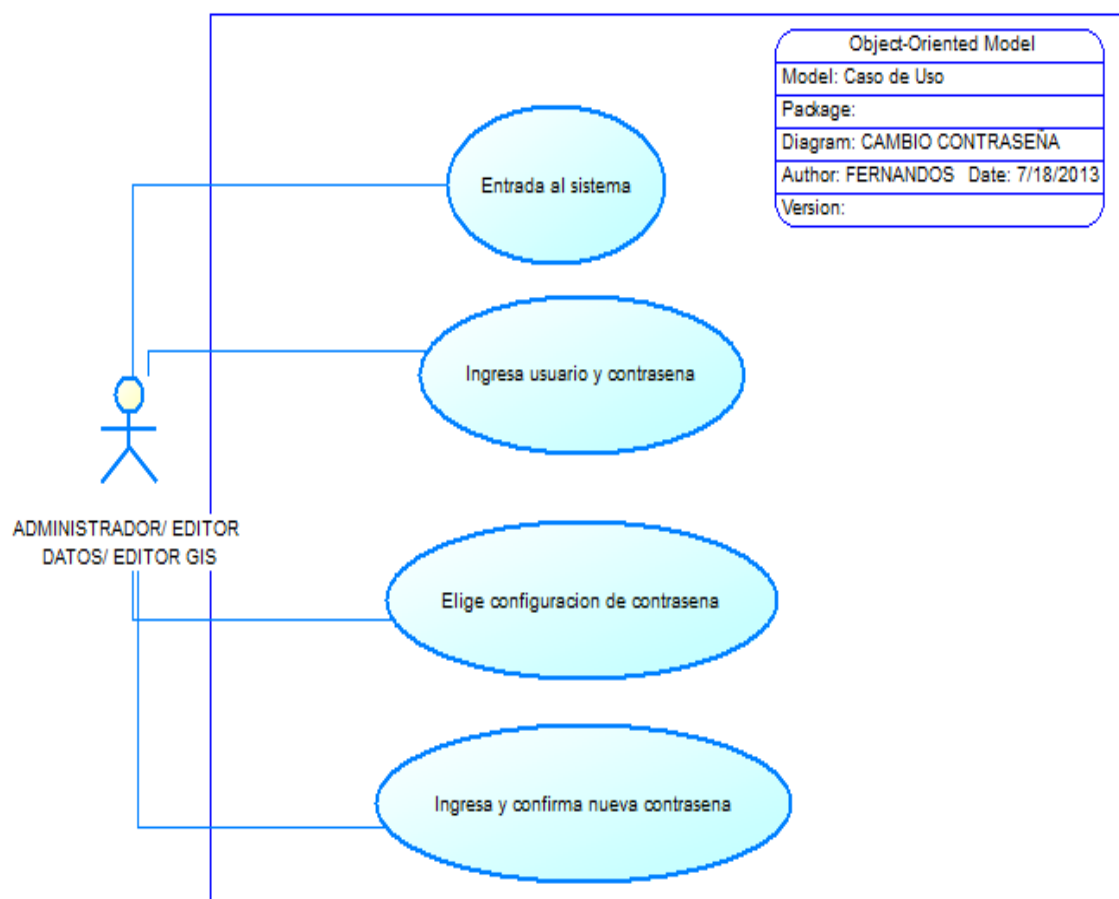 Object-Oriented Model
Model: Caso de Uso
Package:
Diagram: CAMBIO CONTRASEÑA
Author: FERNANDOS Date: 7/18/2013
Version:
Entrada al sistema
Ingresa usuario y contrasena
ADMINISTRADOR/ EDITOR
DATOS/ EDITOR GIS
Elige configuracion de contrasena
Ingresa y confirma nueva contrasena